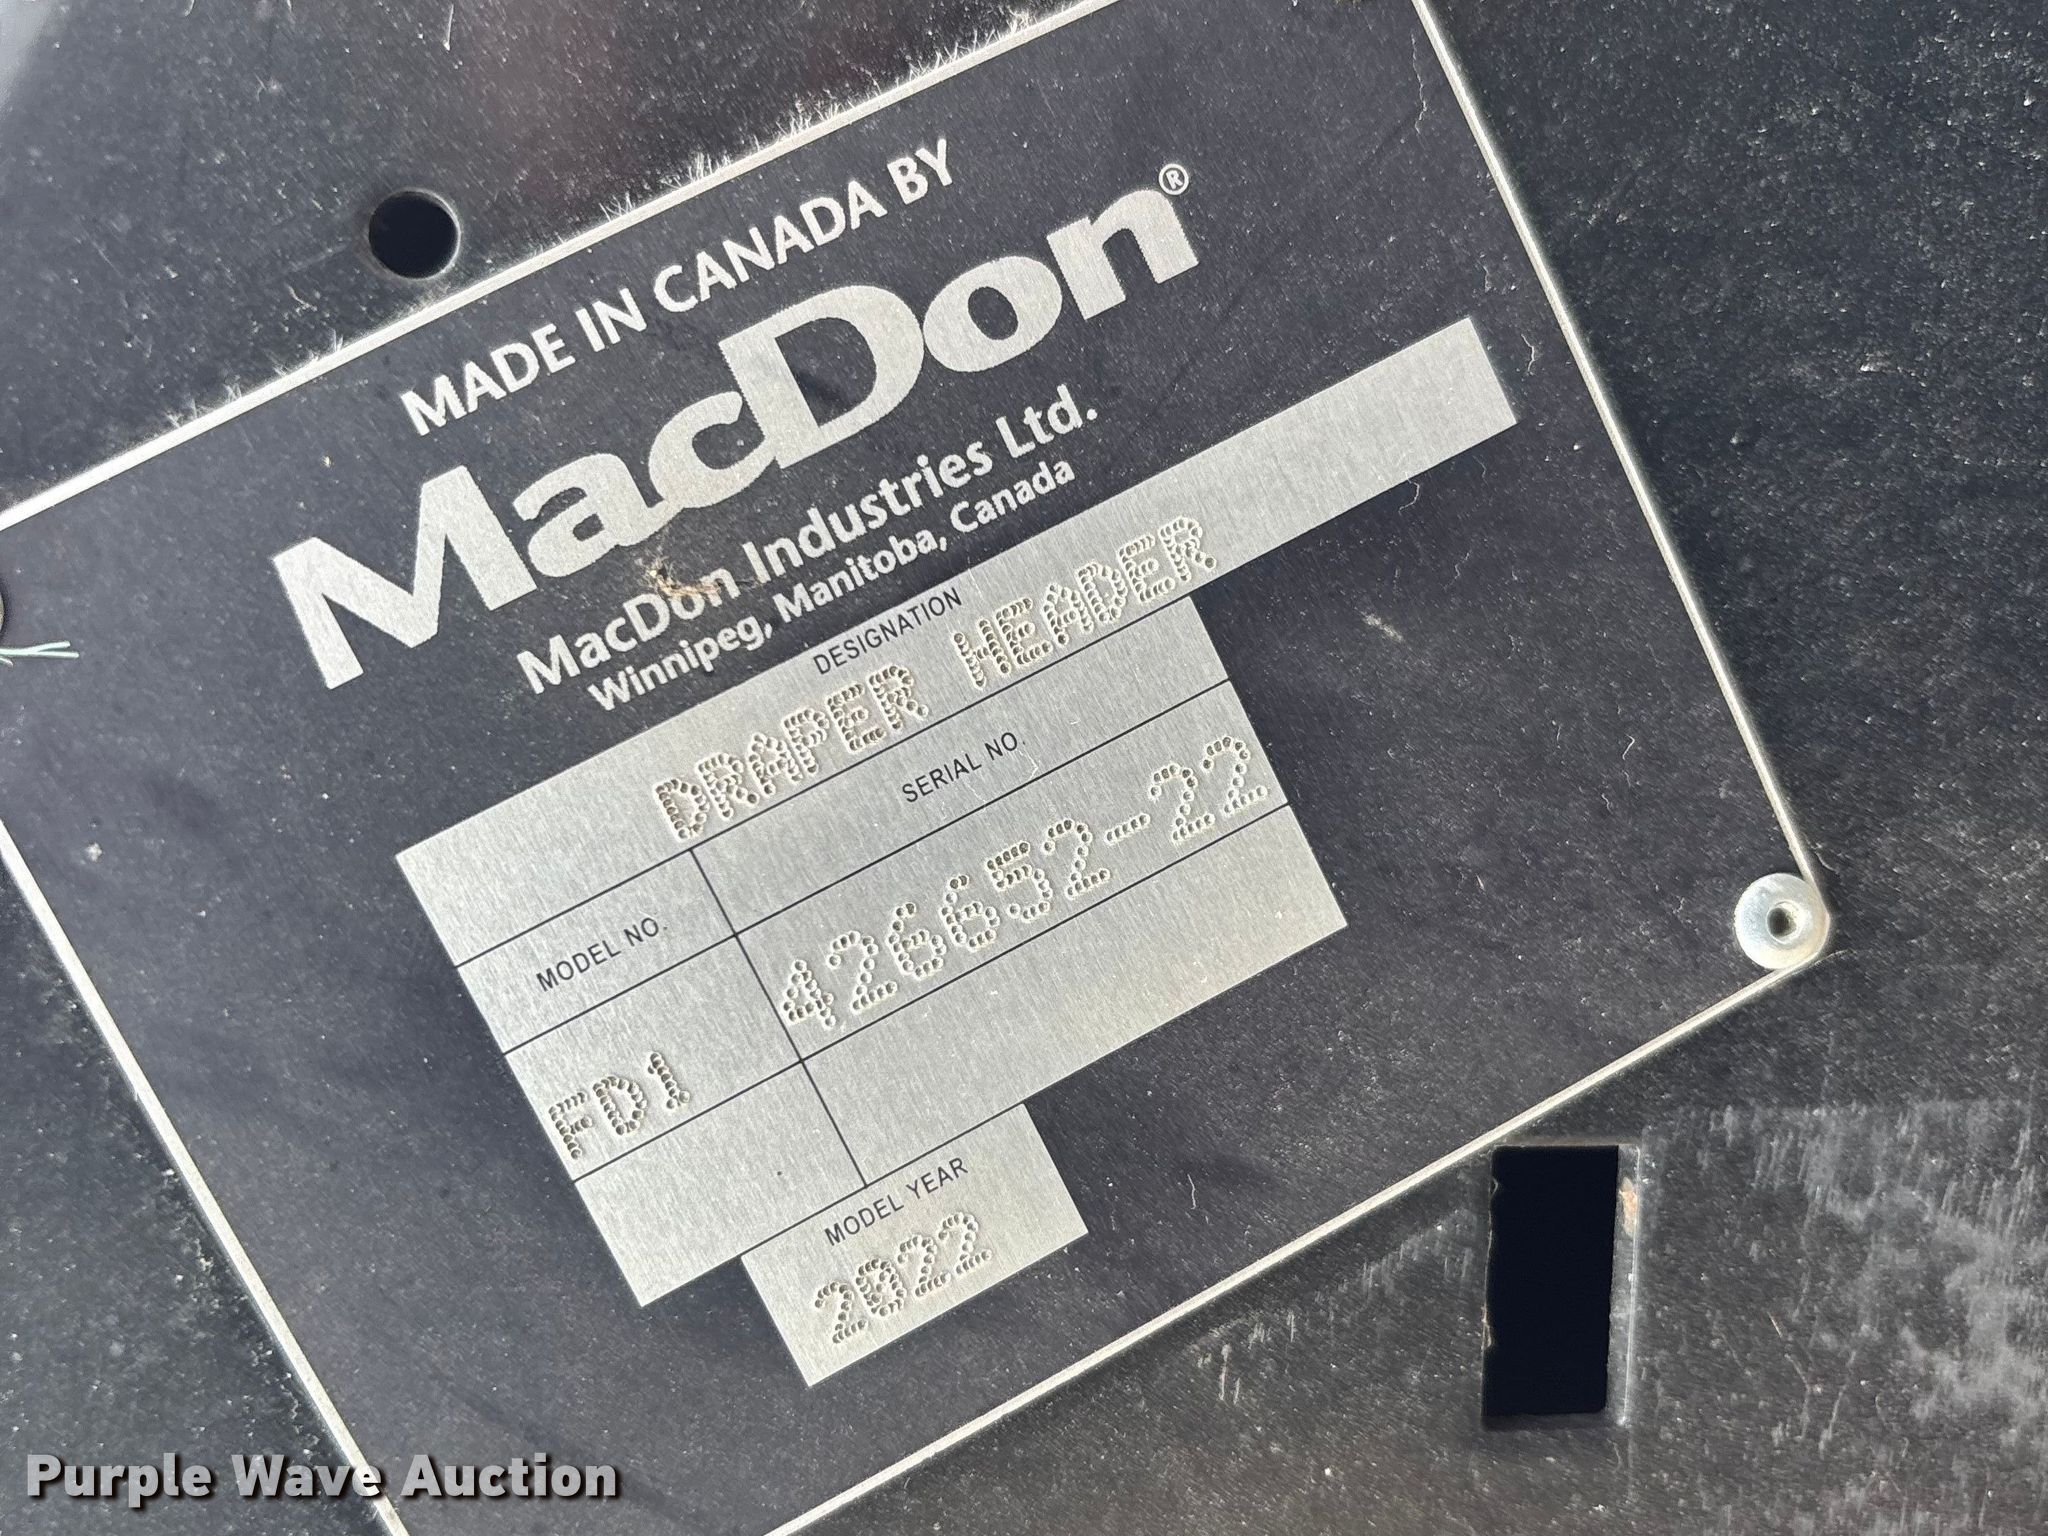 MADE IN CANADA BY
MacDon®
MacDon Industries Ltd.
Winnipeg, Manitoba, Canada
DESIGNATION
DRAPER HEADER
MODEL NO.
SERIAL NO.
FD1
426652-22
MODEL YEAR
2022
Purple Wave Auction